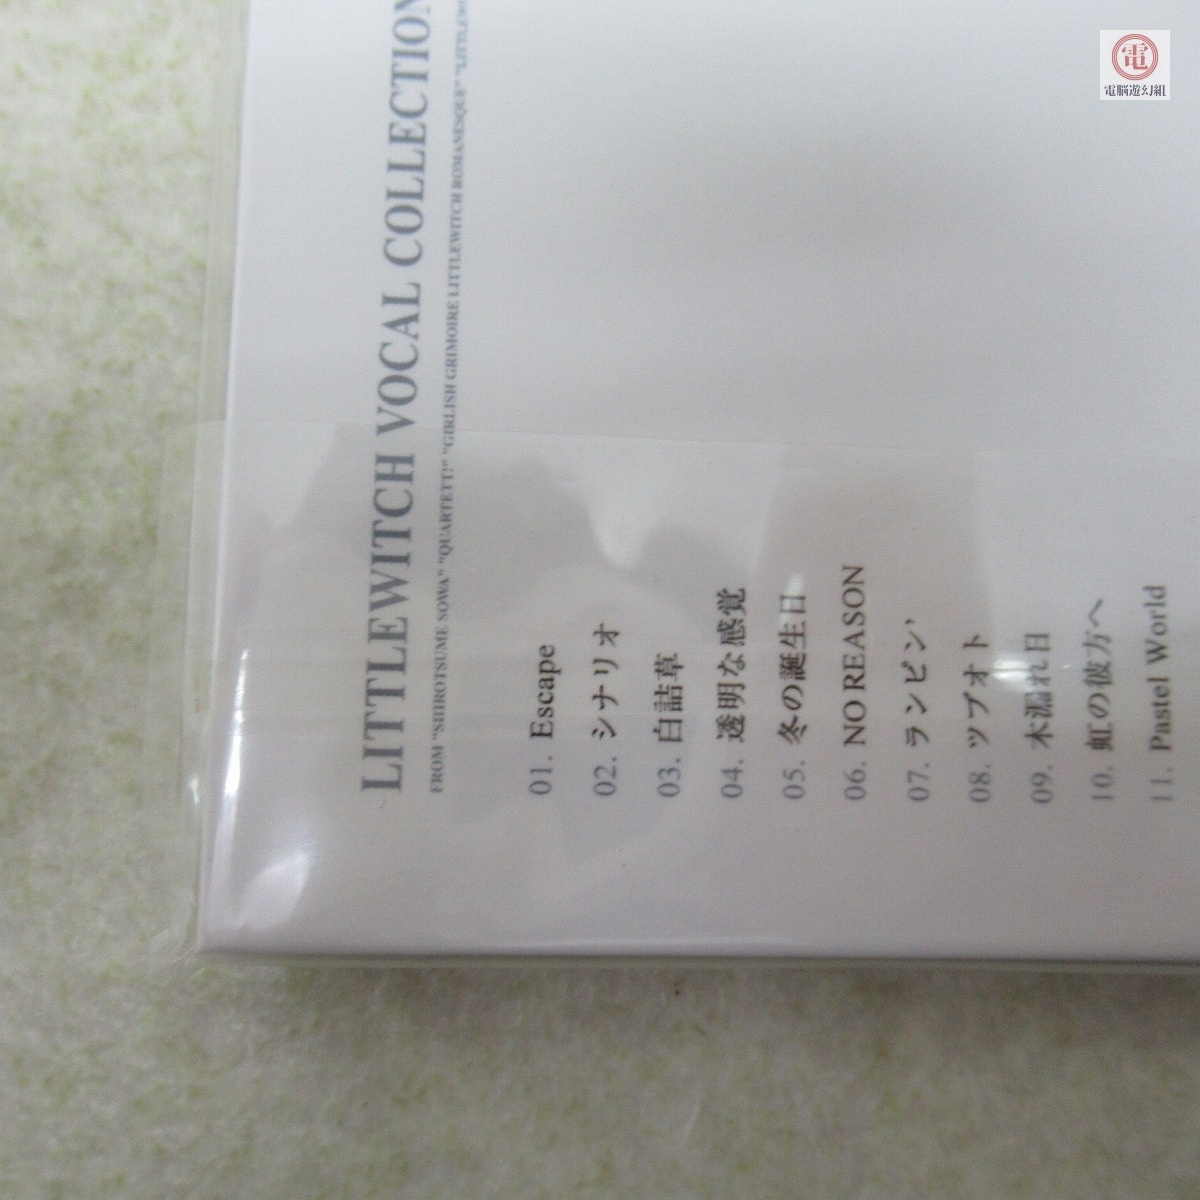 電
電脳遊幻組
LITTLEWITCH VOCAL COLLECTION
FROM "SHIROTSUME SOWA" "QUARTETT!" "GIRLISH GRIMOIRE LITTLEWITCH ROMANESQUE"
01. Escape
02. シナリオ
03. 白詰草
04. 透明な感覚
05. 冬の誕生日
06. NO REASON
07. ランビン'
08. ツブオト
09. 木漏れ日
10. 虹の彼方へ
11. Pastel World